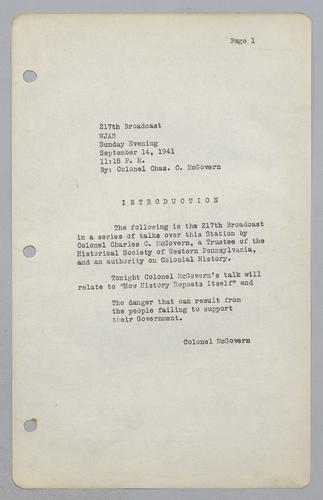 Page 1
217th Broadcast
WJAS
Sunday Evening
September 14, 1941
11:15 P. M.
By: Colonel Chas. C. McGovern
I N T R O D U C T I O N
The following is the 217th Broadcast
in a series of talks over this Station by
Colonel Charles C. McGovern, a Trustee of the
Historical Society of Western Pennsylvania,
and an authority on Colonial History.
Tonight Colonel McGovern's talk will
relate to "How History Repeats Itself" and
The danger that can result from
the people failing to support
their Government.
Colonel McGovern